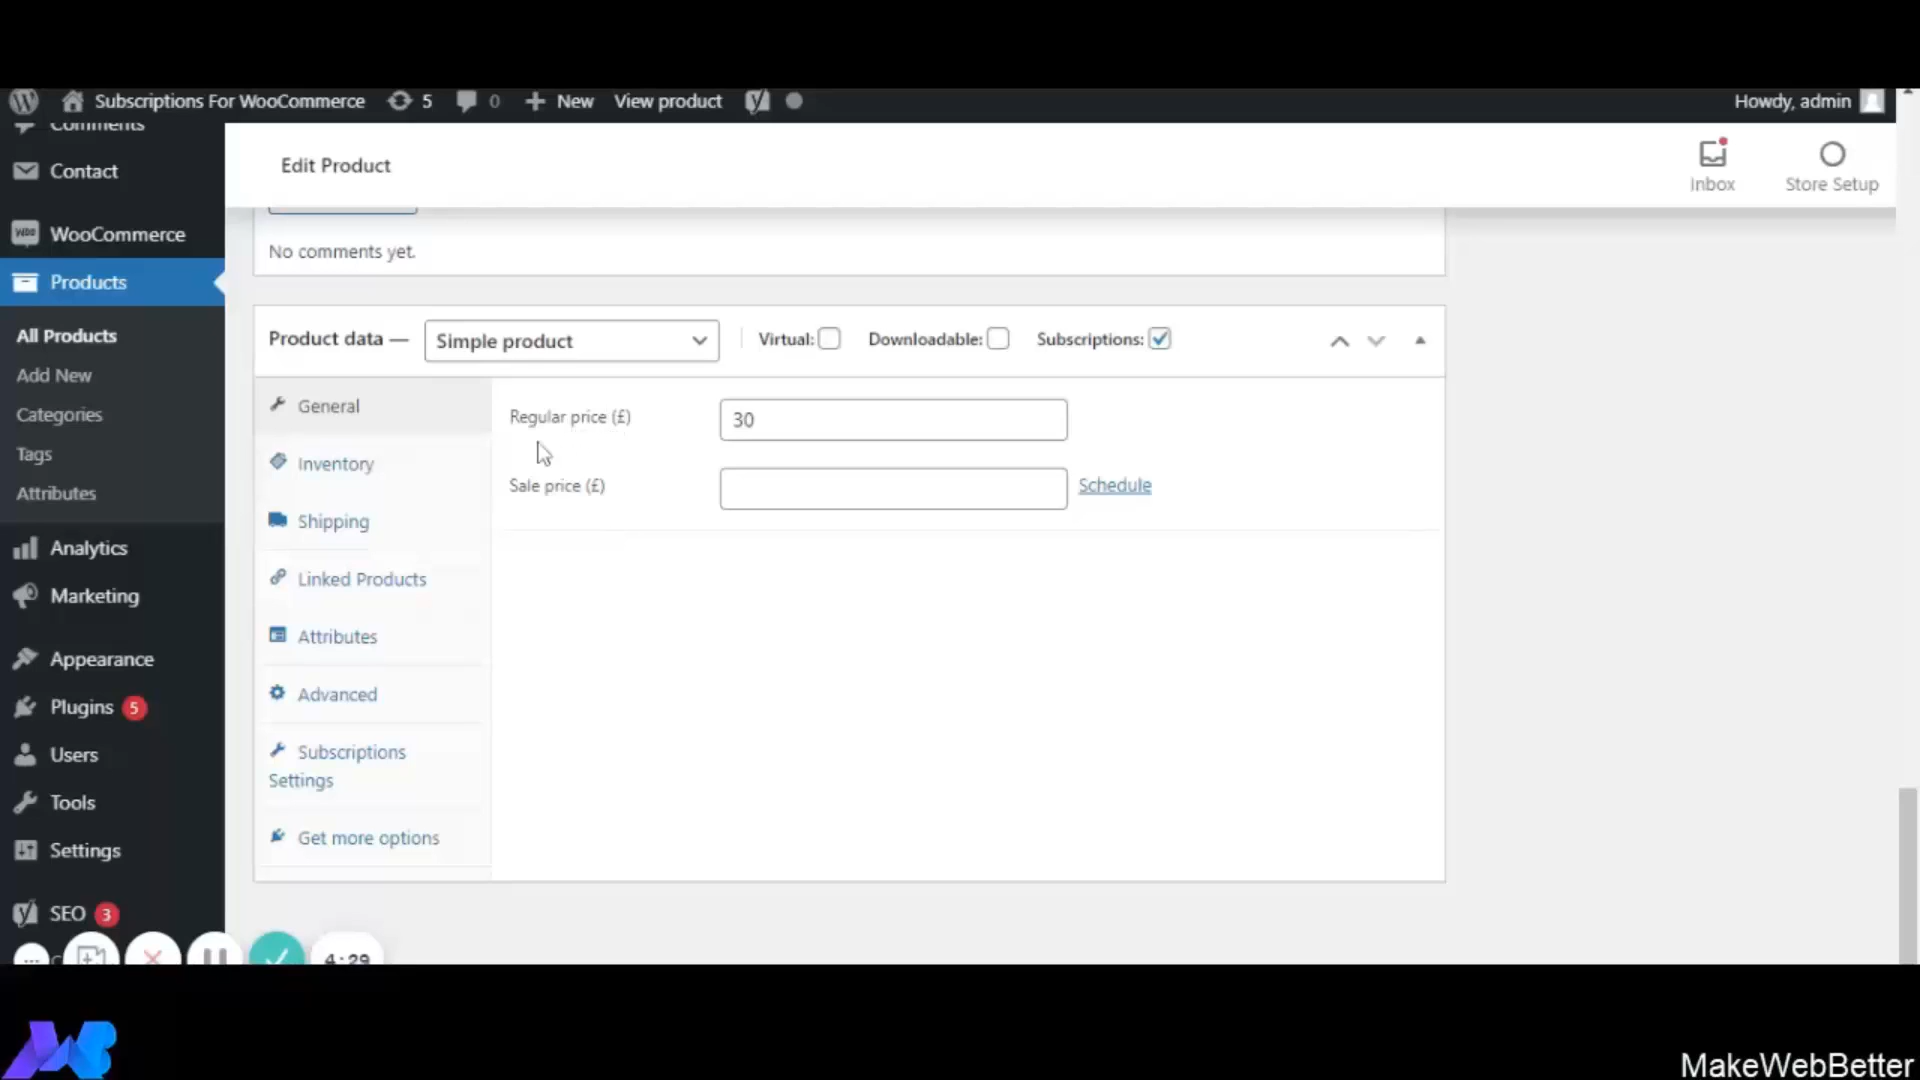 Subscriptions For WooCommerce 5 0 New View product Howdy, admin
Comments
Contact
WooCommerce
Products
All Products
Add New
Categories
Tags
Attributes
Analytics
Marketing
Appearance
Plugins 5
Users
Tools
Settings
SEO 3
Edit Product
Inbox
Store Setup
No comments yet.
Product data — Simple product Virtual: Downloadable: Subscriptions:
General
Inventory
Shipping
Linked Products
Attributes
Advanced
Subscriptions
Settings
Get more options
Regular price (£) 30
Sale price (£) Schedule
4:29
MakeWebBetter